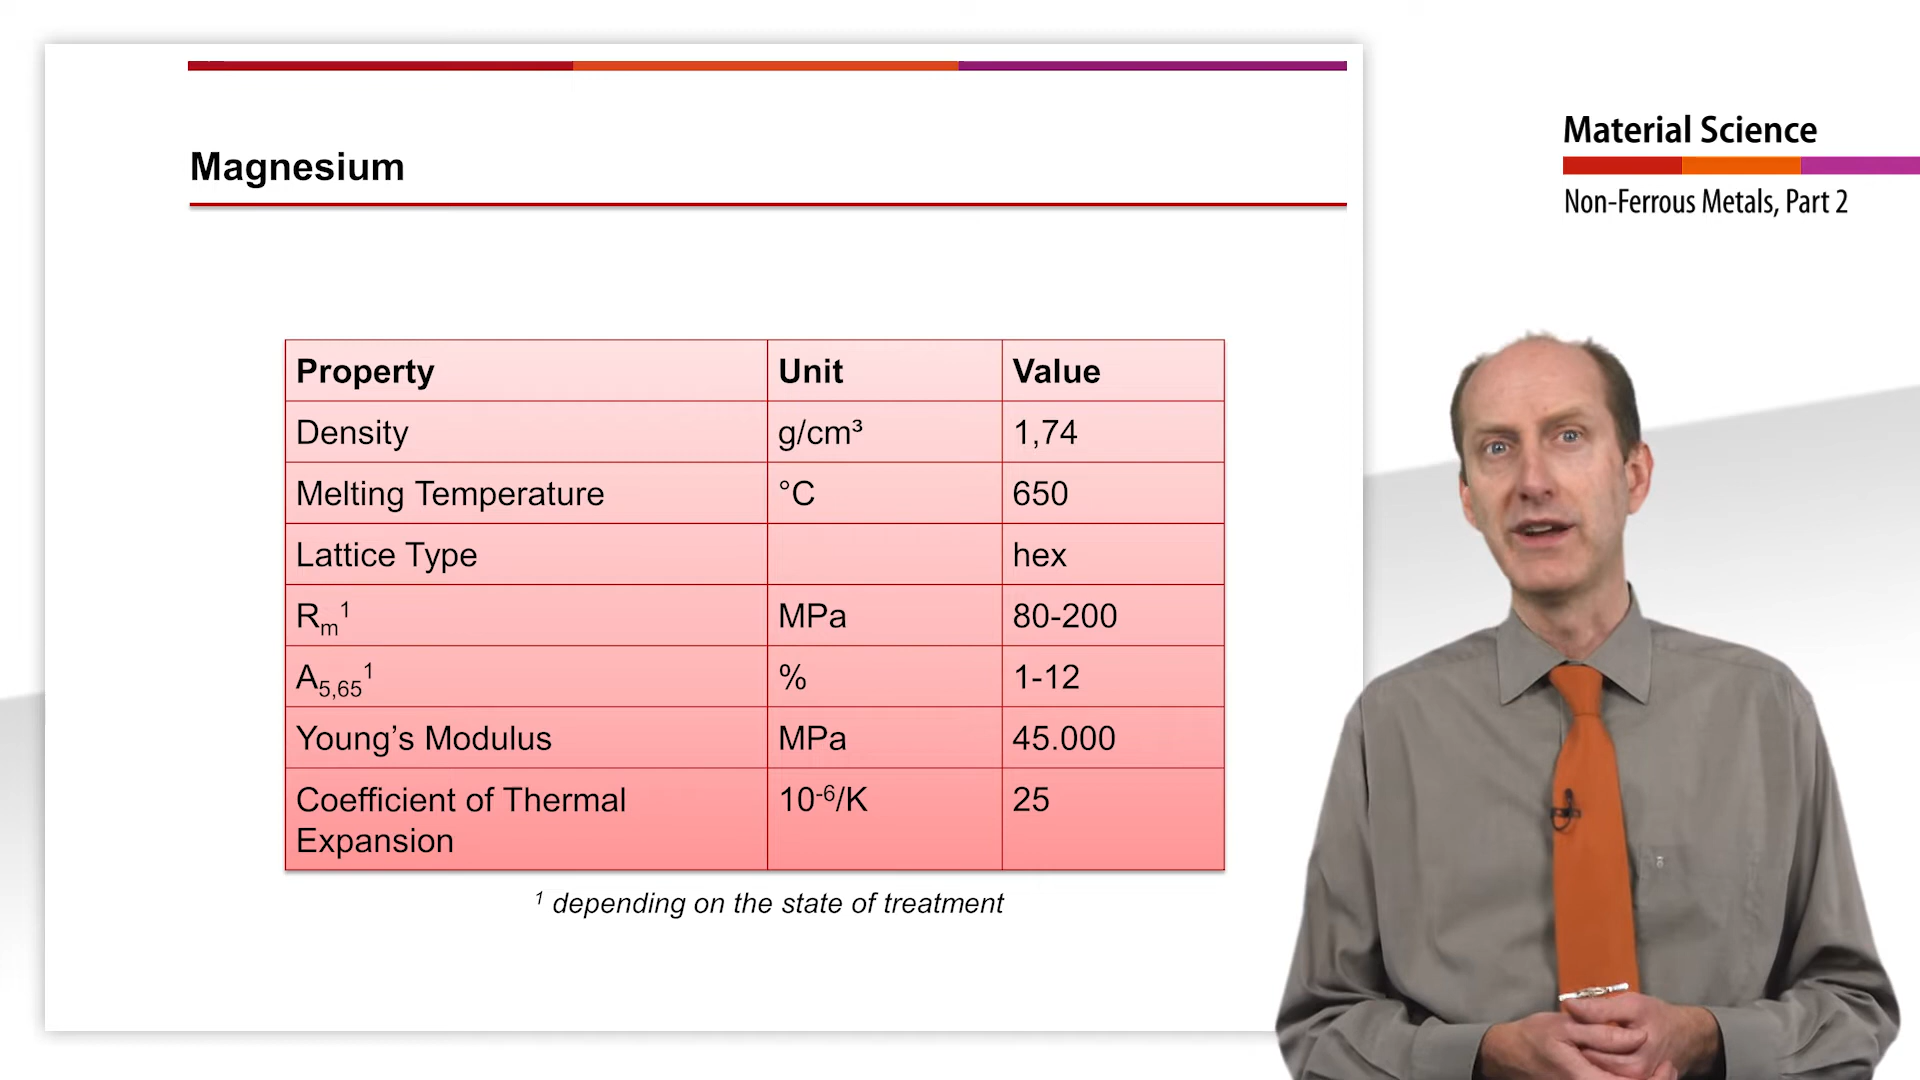 Magnesium
Material Science
Non-Ferrous Metals, Part 2
Property Unit Value
Density g/cm³ 1,74
Melting Temperature °C 650
Lattice Type hex
Rm¹ MPa 80-200
A5,65¹ % 1-12
Young’s Modulus MPa 45.000
Coefficient of Thermal 10⁻⁶/K 25
Expansion
¹ depending on the state of treatment